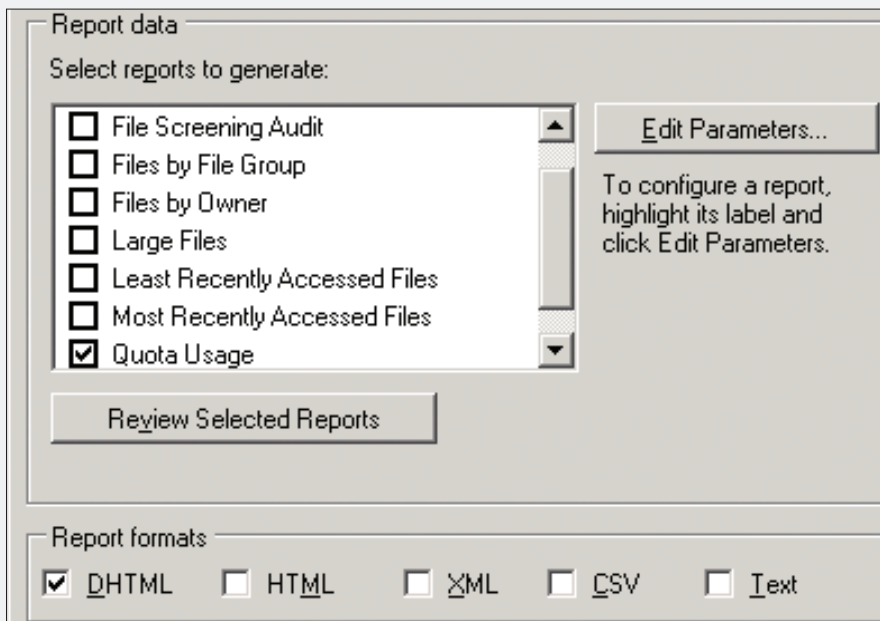 Report data
Select reports to generate:
File Screening Audit
Files by File Group
Files by Owner
Large Files
Least Recently Accessed Files
Most Recently Accessed Files
Quota Usage
Edit Parameters...
To configure a report,
highlight its label and
click Edit Parameters.
Review Selected Reports
Report formats
DHTML HTML XML CSV Text